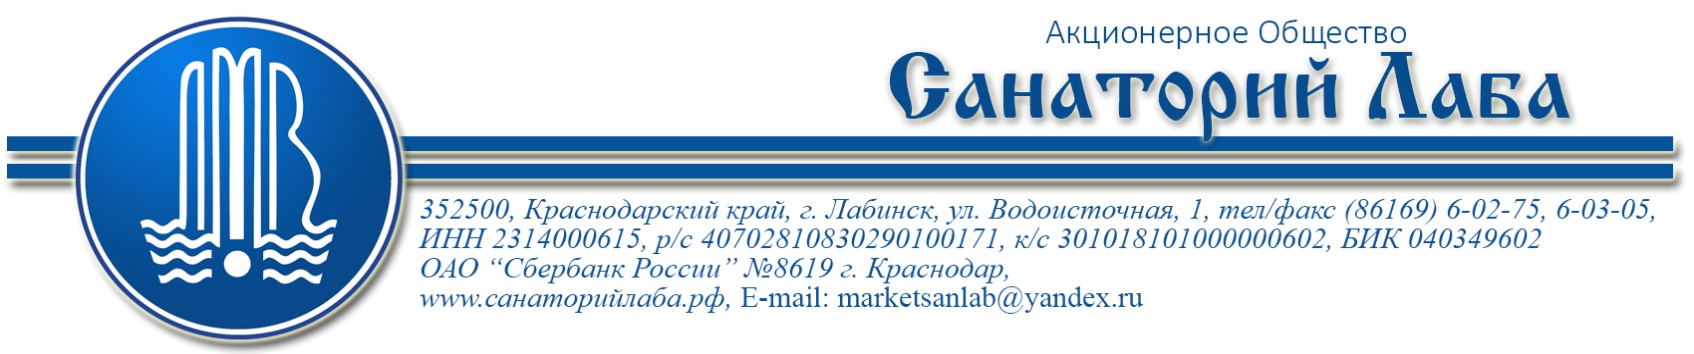 Акционерное Общество
Санаторий Лаба
352500, Краснодарский край, г. Лабинск, ул. Водоисточная, 1, тел/факс (86169) 6-02-75, 6-03-05,
ИНН 2314000615, р/с 40702810830290100171, к/с 301018101000000602, БИК 040349602
ОАО “Сбербанк России” №8619 г. Краснодар,
www.санаторийлаба.рф, E-mail: marketsanlab@yandex.ru